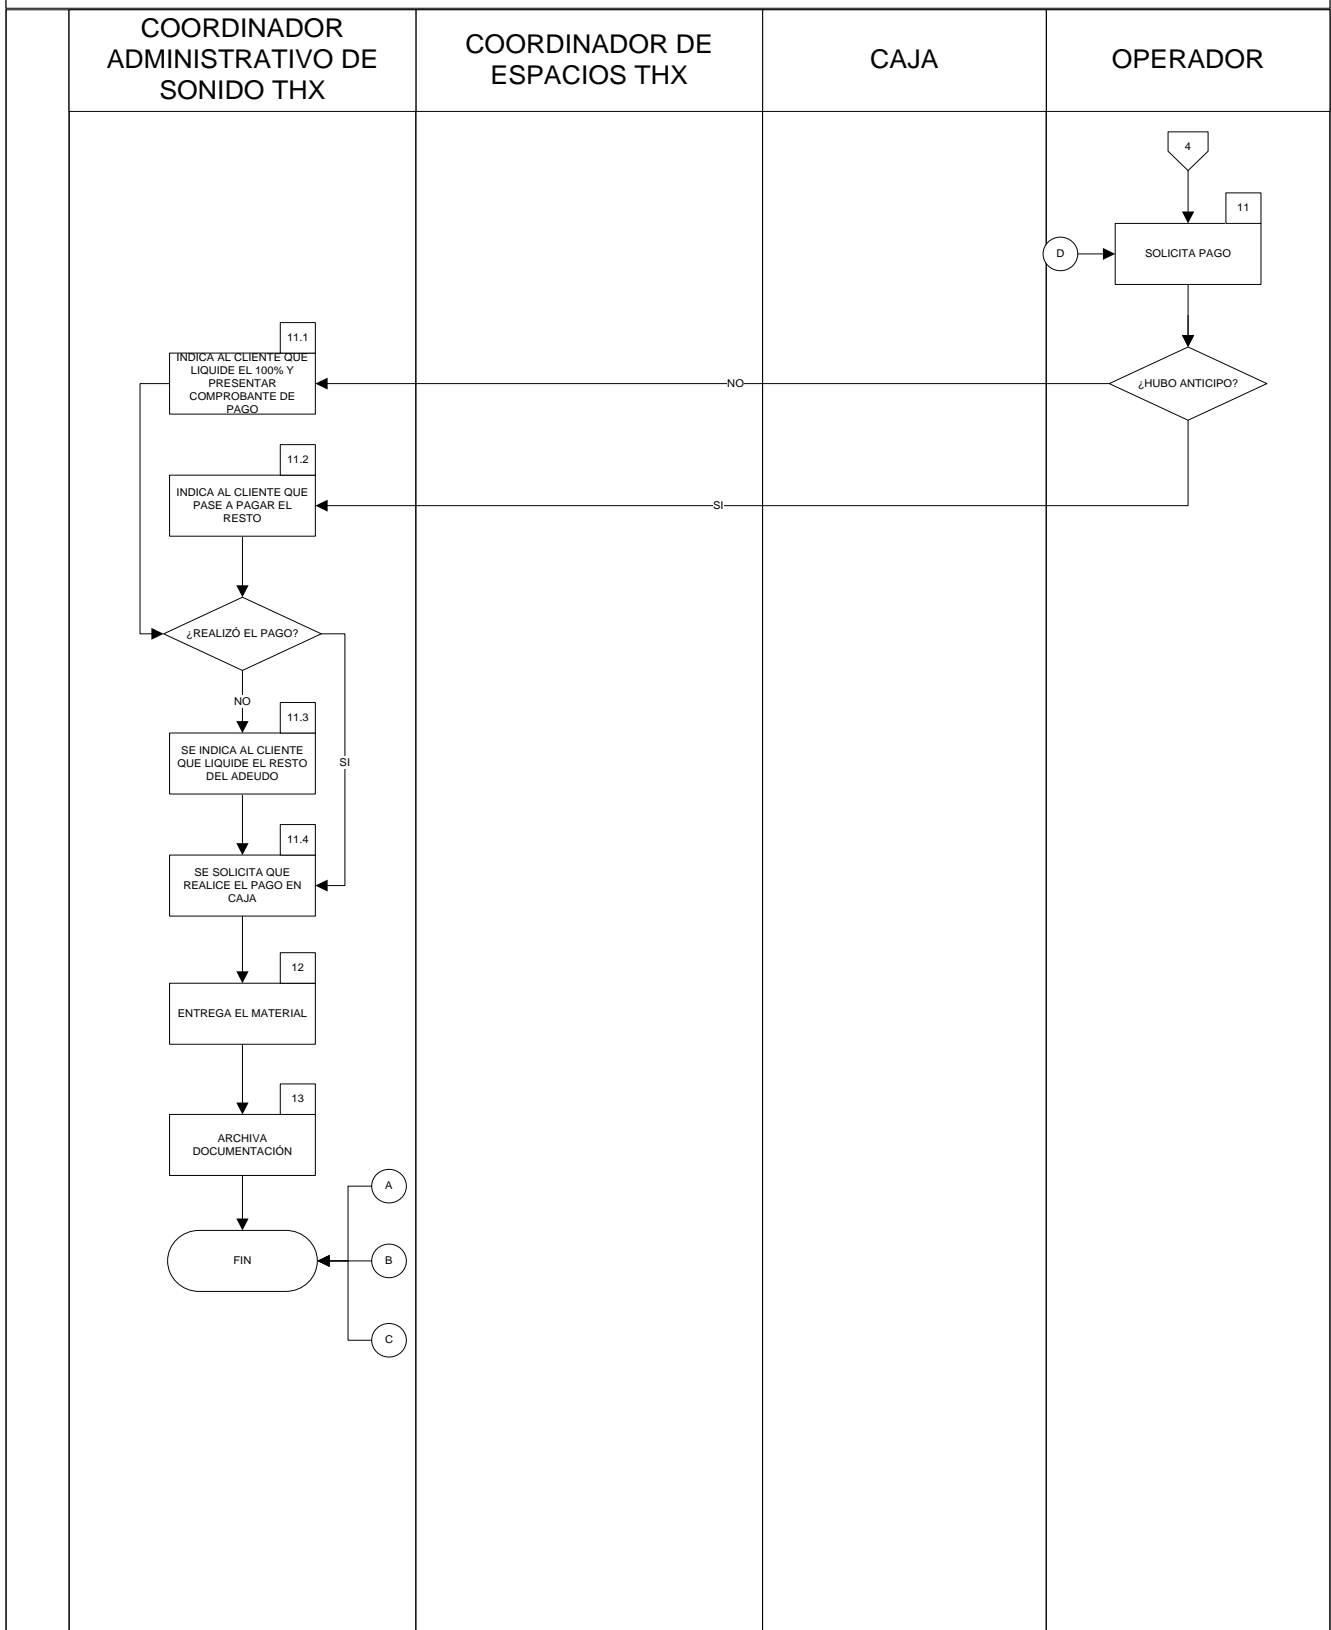 COORDINADOR
ADMINISTRATIVO DE
SONIDO THX
COORDINADOR DE
ESPACIOS THX
CAJA
OPERADOR
4
11
D
SOLICITA PAGO
11.1
INDICA AL CLIENTE QUE
LIQUIDE EL 100% Y
PRESENTAR
COMPROBANTE DE
PAGO
NO
¿HUBO ANTICIPO?
11.2
INDICA AL CLIENTE QUE
PASE A PAGAR EL
RESTO
SI
¿REALIZÓ EL PAGO?
NO
11.3
SE INDICA AL CLIENTE
QUE LIQUIDE EL RESTO
DEL ADEUDO
SI
11.4
SE SOLICITA QUE
REALICE EL PAGO EN
CAJA
12
ENTREGA EL MATERIAL
13
ARCHIVA
DOCUMENTACIÓN
A
FIN
B
C